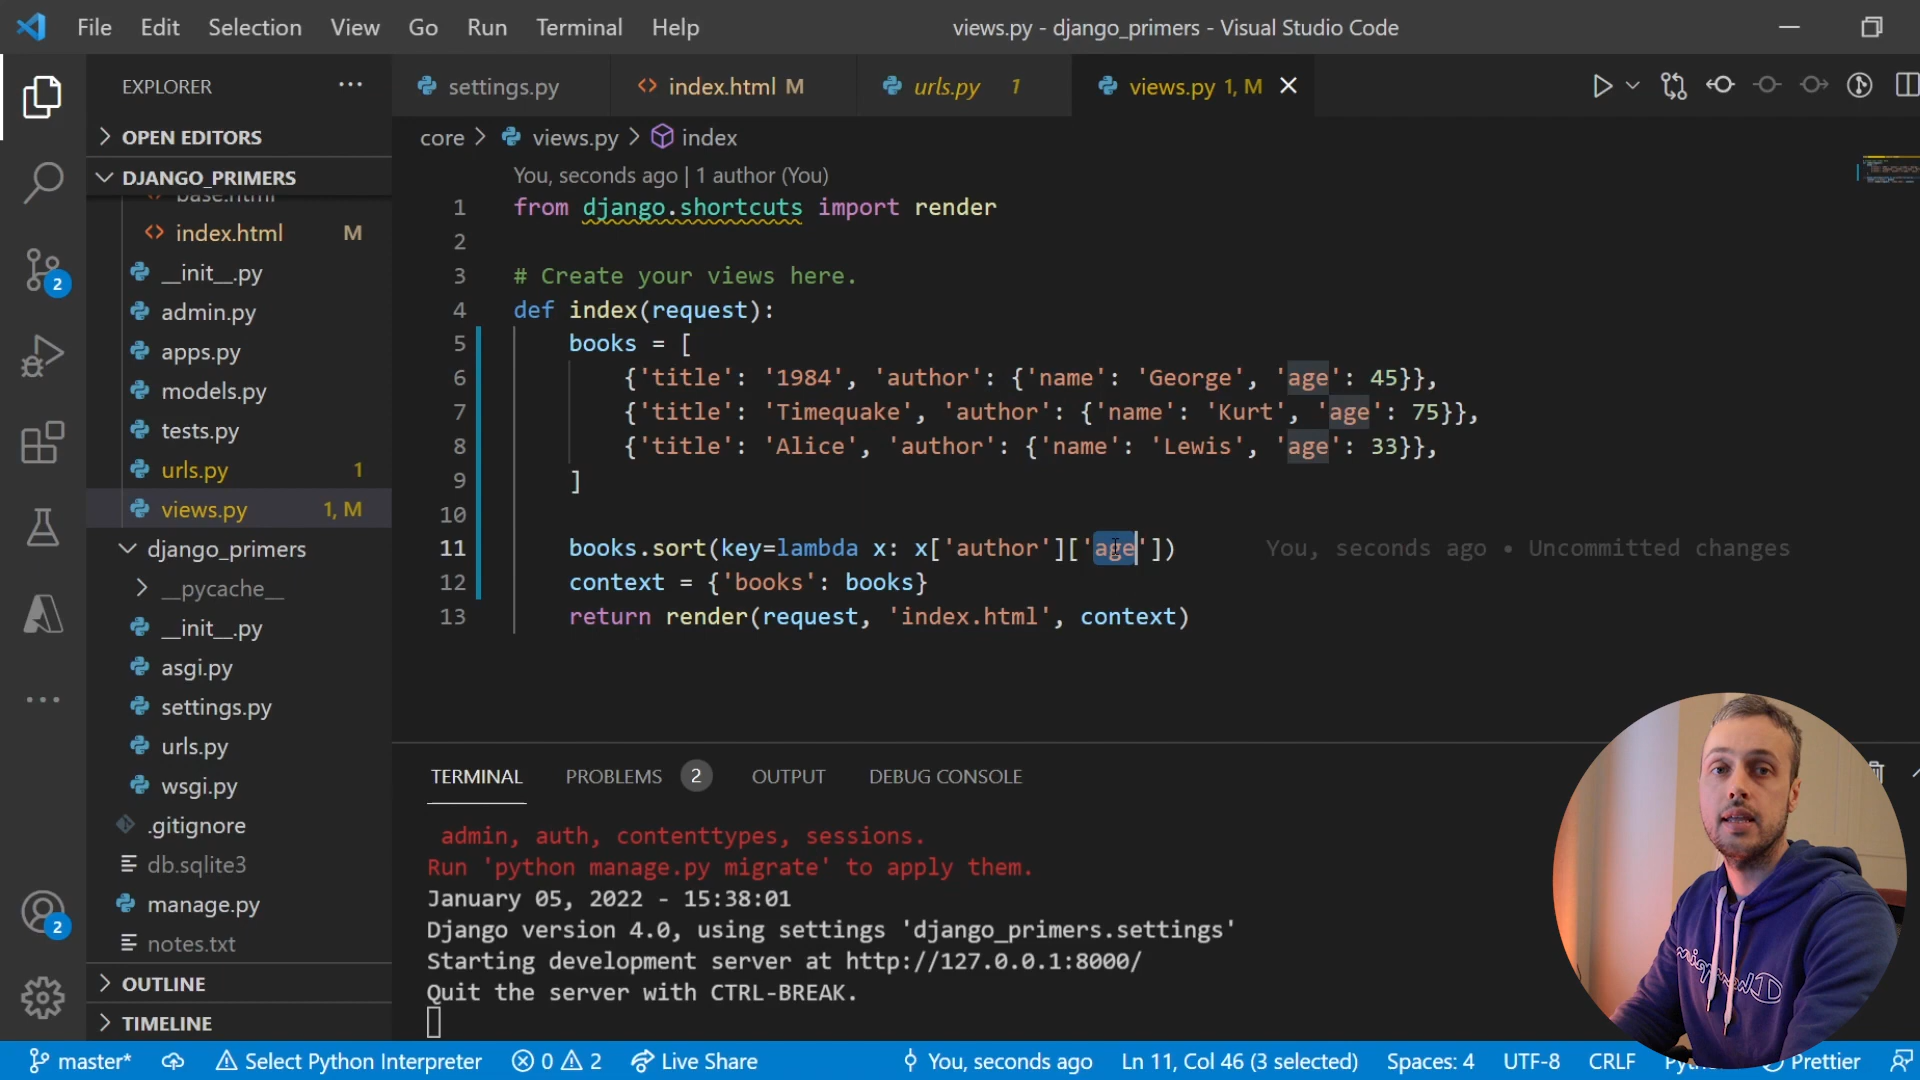 File Edit Selection View Go Run Terminal Help views.py - django_primers - Visual Studio Code
EXPLORER
settings.py
index.html M
urls.py 1
views.py 1, M
OPEN EDITORS
DJANGO_PRIMERS
base.html
index.html M
__init__.py
admin.py
apps.py
models.py
tests.py
urls.py 1
views.py 1, M
django_primers
__pycache__
__init__.py
asgi.py
settings.py
urls.py
wsgi.py
.gitignore
db.sqlite3
manage.py
notes.txt
OUTLINE
TIMELINE
2
2
core > views.py > index
You, seconds ago | 1 author (You)
1 from django.shortcuts import render
2
3 # Create your views here.
4 def index(request):
5 books = [
6 {'title': '1984', 'author': {'name': 'George', 'age': 45}},
7 {'title': 'Timequake', 'author': {'name': 'Kurt', 'age': 75}},
8 {'title': 'Alice', 'author': {'name': 'Lewis', 'age': 33}},
9 ]
10
11 books.sort(key=lambda x: x['author']['age']) You, seconds ago • Uncommitted changes
12 context = {'books': books}
13 return render(request, 'index.html', context)
TERMINAL PROBLEMS 2 OUTPUT DEBUG CONSOLE
admin, auth, contenttypes, sessions.
Run 'python manage.py migrate' to apply them.
January 05, 2022 - 15:38:01
Django version 4.0, using settings 'django_primers.settings'
Starting development server at http://127.0.0.1:8000/
Quit the server with CTRL-BREAK.
master* Select Python Interpreter 0 2 Live Share You, seconds ago Ln 11, Col 46 (3 selected) Spaces: 4 UTF-8 CRLF Prettier